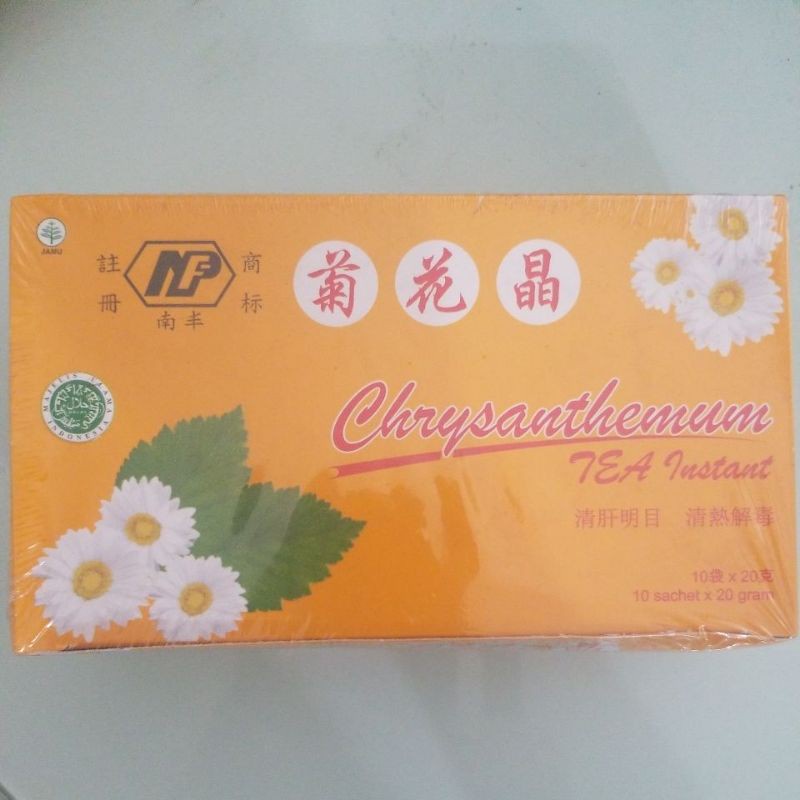 JAMU
註冊
NF
商标
南丰
菊花晶
MAJELIS ULAMA INDONESIA
حلال
Chrysanthemum
TEA Instant
清肝明目 清熱解毒
10袋 x 20克
10 sachet x 20 gram